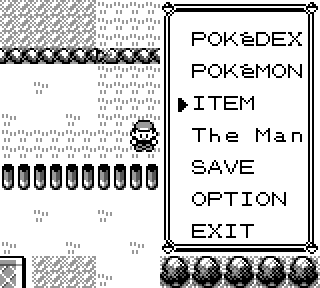 POKéDEX
POKéMON
ITEM
The Man
SAVE
OPTION
EXIT